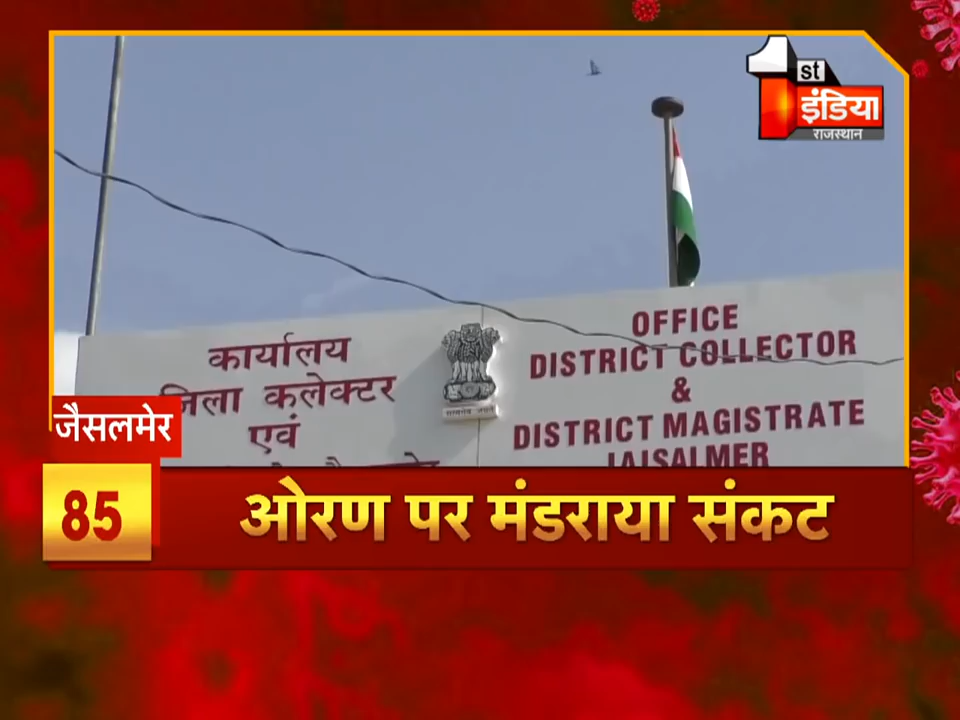 1st
इंडिया
राजस्थान
कार्यालय
जिला कलेक्टर
एवं
OFFICE
DISTRICT COLLECTOR
&
DISTRICT MAGISTRATE
JAISALMER
जैसलमेर
85
ओरण पर मंडराया संकट